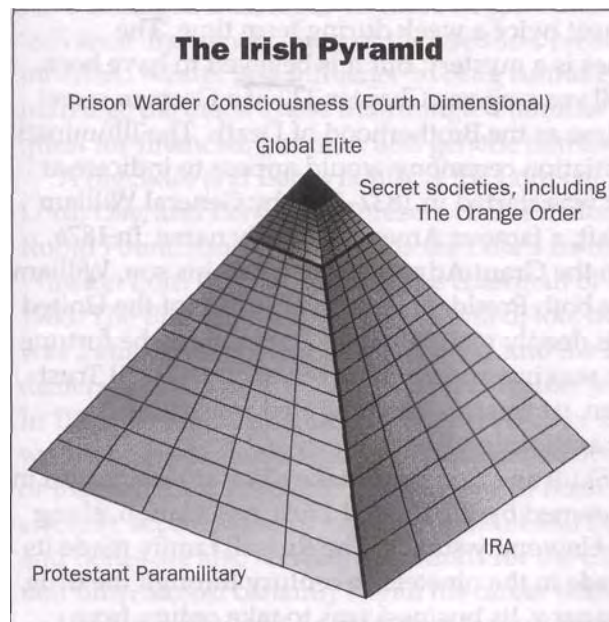 The Irish Pyramid
Prison Warder Consciousness (Fourth Dimensional)
Global Elite
Secret societies, including
The Orange Order
IRA
Protestant Paramilitary